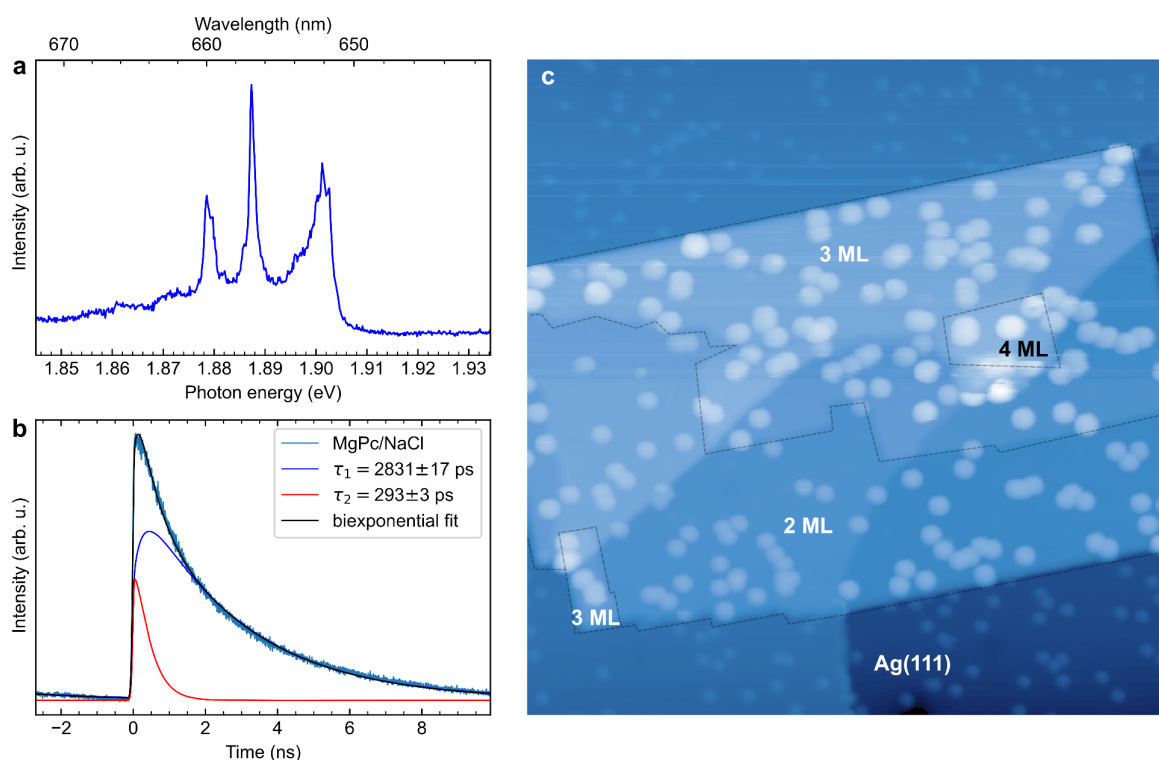 Wavelength (nm)
670 660 650
a
Intensity (arb. u.)
1.85 1.86 1.87 1.88 1.89 1.90 1.91 1.92 1.93
Photon energy (eV)
b
MgPc/NaCl
τ1 = 2831±17 ps
τ2 = 293±3 ps
biexponential fit
Intensity (arb. u.)
−2 0 2 4 6 8
Time (ns)
c
3 ML
4 ML
2 ML
3 ML
Ag(111)